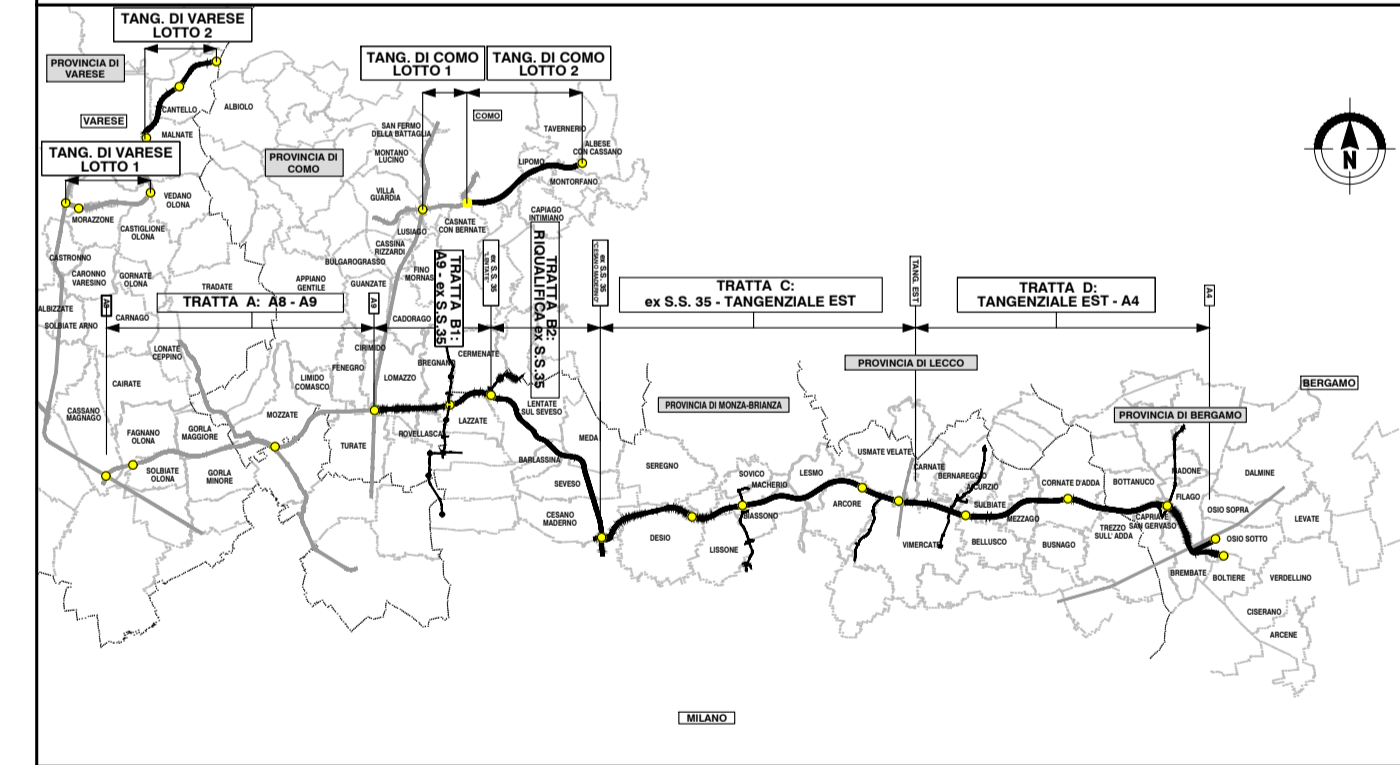 TANG. DI VARESE
LOTTO 2
PROVINCIA DI
VARESE
TANG. DI COMO
LOTTO 1
TANG. DI COMO
LOTTO 2
CANTELLO
ALBIOLO
VARESE
MALNATE
COMO
SAN FERMO
DELLA BATTAGLIA
TAVERNERIO
ALBESE
CON CASSANO
N
TANG. DI VARESE
LOTTO 1
PROVINCIA DI
COMO
MONTANO
LUCINO
LIPOMO
MONTORFANO
VILLA
GUARDIA
VEDANO
OLONA
MORAZZONE
CASTIGLIONE
OLONA
LUSIAGO
CASNATE
CON BERNATE
CAPIAGO
INTIMIANO
CASSINA
RIZZARDI
BULGAROGRASSO
CASTRONNO
CARONNO
VARESINO
GORNATE
OLONA
TRADATE
APPIANO
GENTILE
GUANZATE
FINO
MORNAS
TRATTA B1:
A9 - ex S.S.35
ex S.S. 35
"LENTATE"
TRATTA B2:
RIQUALIFICA ex S.S.35
ex S.S. 35
"CESANO MADERNO"
TANG. EST
A4
A8
A9
TRATTA A: A8 - A9
TRATTA C:
ex S.S. 35 - TANGENZIALE EST
TRATTA D:
TANGENZIALE EST - A4
ALBIZZATE
SOLBIATE ARNO
CARNAGO
CADORAGO
LONATE
CEPPINO
CIRIMIDO
FENEGRO
BREGNANO
CERMENATE
PROVINCIA DI LECCO
CAIRATE
LIMIDO
COMASCO
LOMAZZO
BERGAMO
CASSANO
MAGNAGO
MOZZATE
LENTATE
SUL SEVESO
PROVINCIA DI MONZA-BRIANZA
PROVINCIA DI BERGAMO
FAGNANO
OLONA
GORLA
MAGGIORE
TURATE
ROVELLASCA
LAZZATE
MEDA
SOLBIATE
OLONA
GORLA
MINORE
BARLASSINA
SEVESO
SEREGNO
SOVICO
MACHERIO
LESMO
USMATE VELATE
CARNATE
BERNAREGGIO
AICURZIO
CORNATE D'ADDA
BOTTANUCO
MADONE
FILAGO
DALMINE
CESANO
MADERNO
DESIO
LISSONE
BIASSONO
ARCORE
VIMERCATE
SULBIATE
MEZZAGO
BELLUSCO
BUSNAGO
TREZZO
SULL' ADDA
CAPRIATE
SAN GERVASO
OSIO SOPRA
OSIO SOTTO
LEVATE
BREMBATE
BOLTIERE
VERDELLINO
CISERANO
ARCENE
MILANO